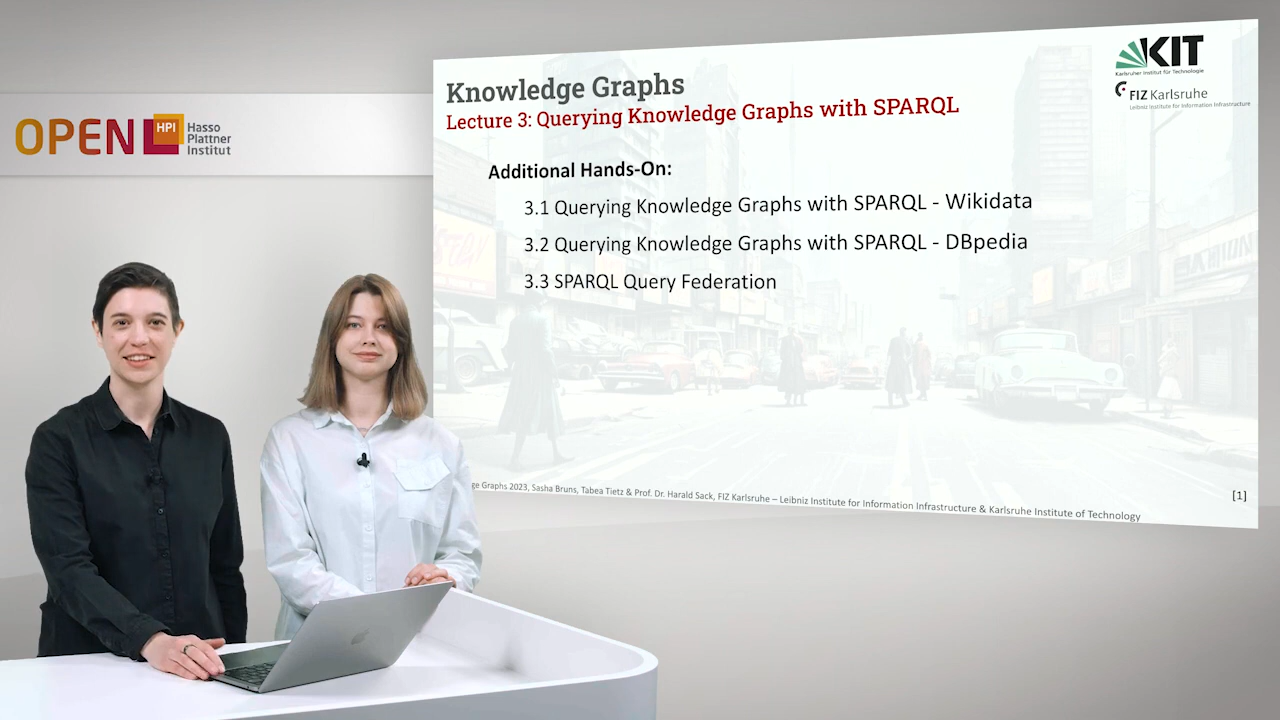 OPEN HPI Hasso
Plattner
Institut
Knowledge Graphs
Lecture 3: Querying Knowledge Graphs with SPARQL
KIT
Karlsruher Institut für Technologie
FIZ Karlsruhe
Leibniz Institute for Information Infrastructure
Additional Hands-On:
3.1 Querying Knowledge Graphs with SPARQL - Wikidata
3.2 Querying Knowledge Graphs with SPARQL - DBpedia
3.3 SPARQL Query Federation
ge Graphs 2023, Sasha Bruns, Tabea Tietz & Prof. Dr. Harald Sack, FIZ Karlsruhe – Leibniz Institute for Information Infrastructure & Karlsruhe Institute of Technology
[1]